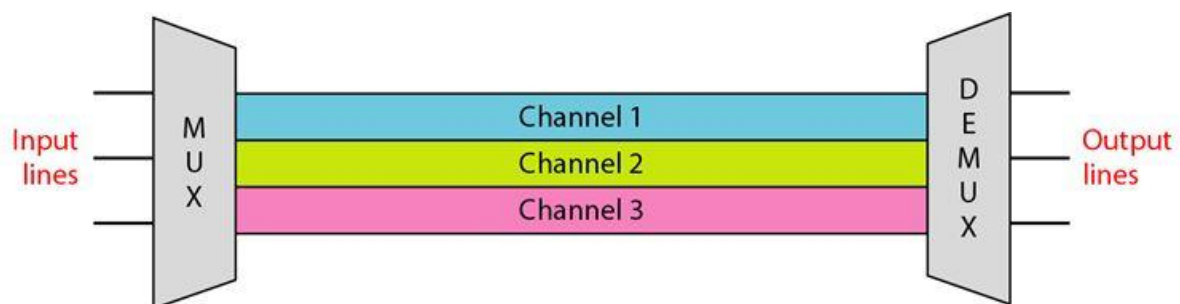 Input
lines
M
U
X
Channel 1
Channel 2
Channel 3
D
E
M
U
X
Output
lines